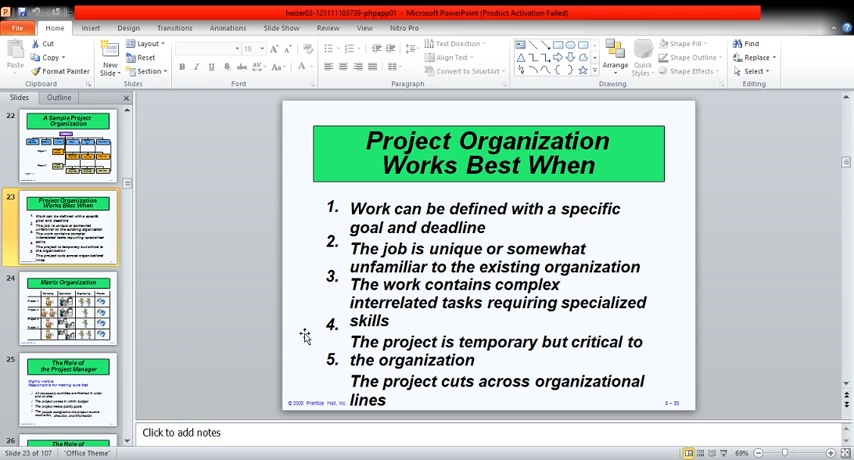 heizer03-121111103739-phpapp01 - Microsoft PowerPoint (Product Activation Failed)
File Home Insert Design Transitions Animations Slide Show Review View Nitro Pro
Cut
Copy
Format Painter
Paste
Clipboard
New
Slide
Layout
Reset
Section
Slides
18
Font
Text Direction
Align Text
Convert to SmartArt
Paragraph
Arrange
Quick
Styles
Shape Fill
Shape Outline
Shape Effects
Drawing
Find
Replace
Select
Editing
Slides Outline
22
A Sample Project
Organization
23
Project Organization
Works Best When
24
Matrix Organization
25
The Role of
the Project Manager
26
The Role of
Project Organization
Works Best When
1. Work can be defined with a specific
goal and deadline
2. The job is unique or somewhat
unfamiliar to the existing organization
3. The work contains complex
interrelated tasks requiring specialized
skills
4. The project is temporary but critical to
the organization
5. The project cuts across organizational
lines
Click to add notes
Slide 23 of 107 "Office Theme" 69%